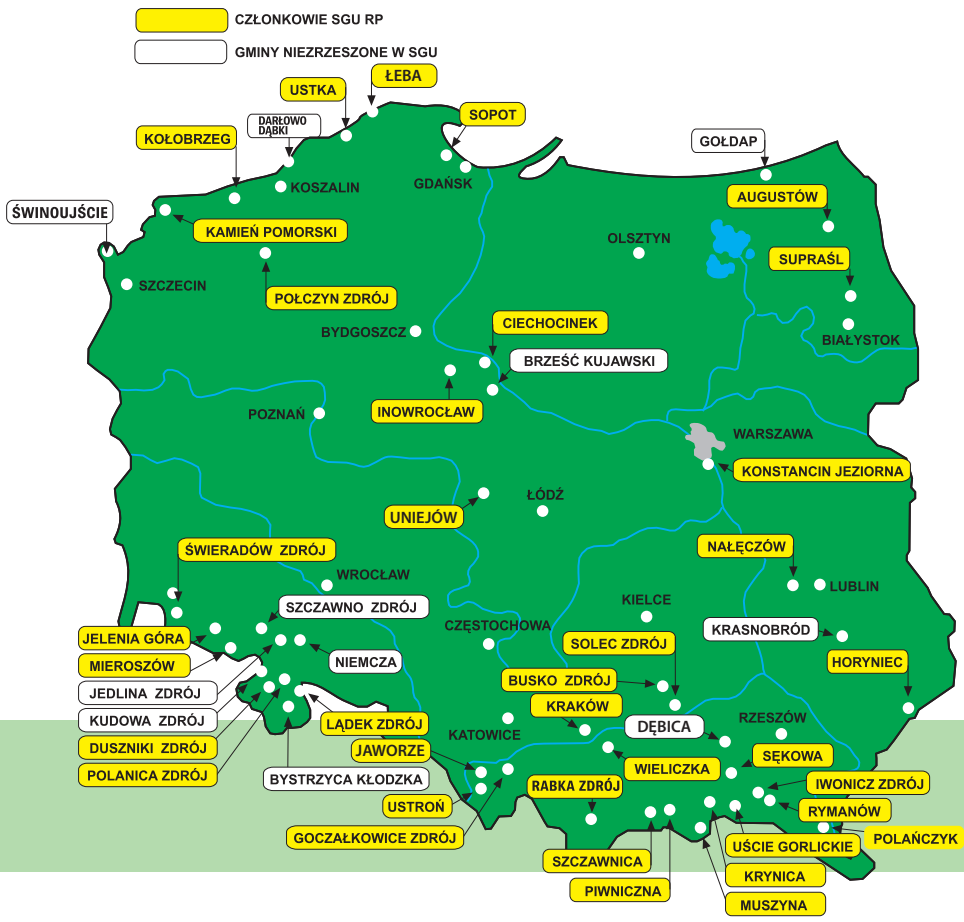 CZŁONKOWIE SGU RP
GMINY NIEZRZESZONE W SGU
ŁEBA
USTKA
SOPOT
DARŁOWO
DĄBKI
KOŁOBRZEG
GOŁDAP
KOSZALIN
GDAŃSK
AUGUSTÓW
ŚWINOUJŚCIE
KAMIEŃ POMORSKI
OLSZTYN
SUPRAŚL
SZCZECIN
POŁCZYN ZDRÓJ
CIECHOCINEK
BYDGOSZCZ
BIAŁYSTOK
BRZEŚĆ KUJAWSKI
INOWROCŁAW
POZNAŃ
WARSZAWA
KONSTANCIN JEZIORNA
ŁÓDŹ
UNIEJÓW
NAŁĘCZÓW
ŚWIERADÓW ZDRÓJ
WROCŁAW
LUBLIN
SZCZAWNO ZDRÓJ
KIELCE
CZĘSTOCHOWA
KRASNOBRÓD
JELENIA GÓRA
SOLEC ZDRÓJ
MIEROSZÓW
NIEMCZA
HORYNIEC
BUSKO ZDRÓJ
JEDLINA ZDRÓJ
KRAKÓW
KUDOWA ZDRÓJ
LĄDEK ZDRÓJ
DĘBICA
RZESZÓW
KATOWICE
DUSZNIKI ZDRÓJ
JAWORZE
SĘKOWA
POLANICA ZDRÓJ
BYSTRZYCA KŁODZKA
WIELICZKA
RABKA ZDRÓJ
IWONICZ ZDRÓJ
USTROŃ
RYMANÓW
GOCZAŁKOWICE ZDRÓJ
POLAŃCZYK
UŚCIE GORLICKIE
SZCZAWNICA
KRYNICA
PIWNICZNA
MUSZYNA